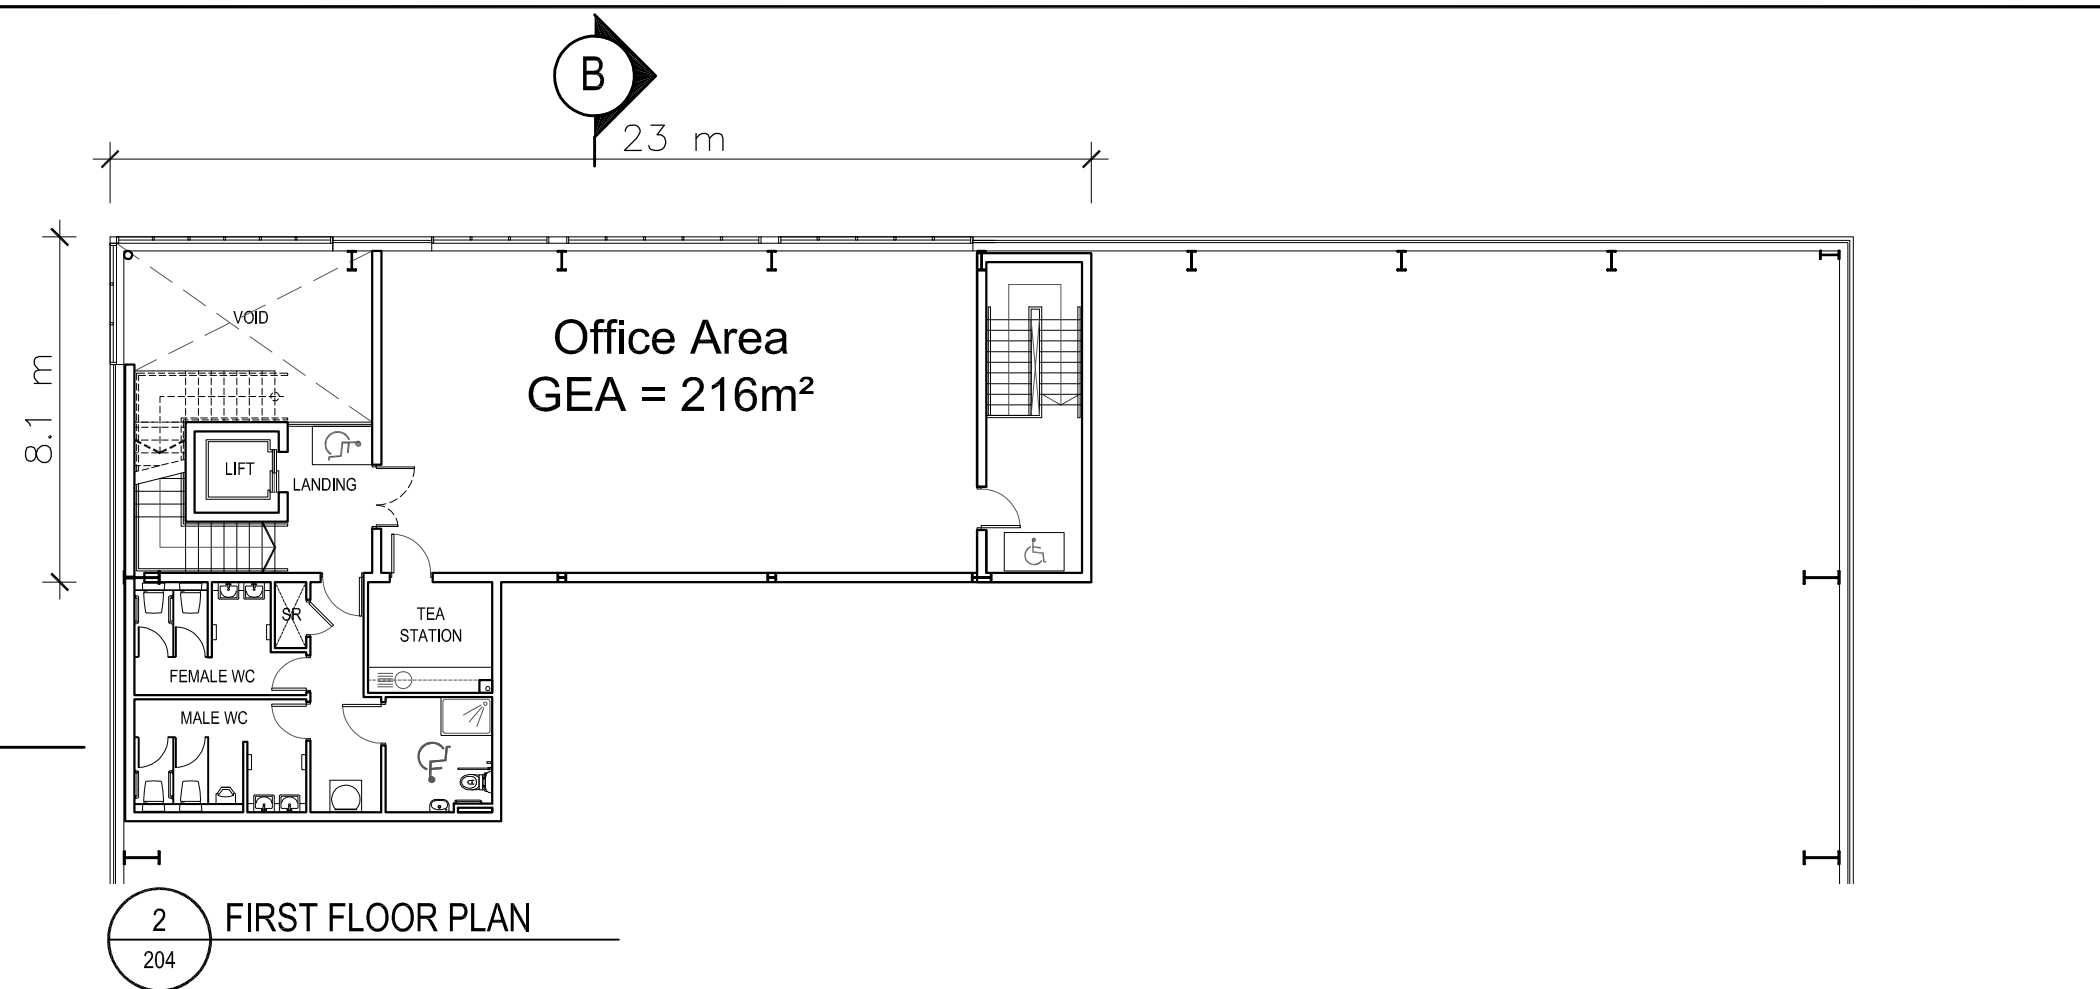 B
23 m
8.1 m
VOID
Office Area
GEA = 216m²
LIFT
LANDING
SR
TEA
STATION
FEMALE WC
MALE WC
2
204
FIRST FLOOR PLAN